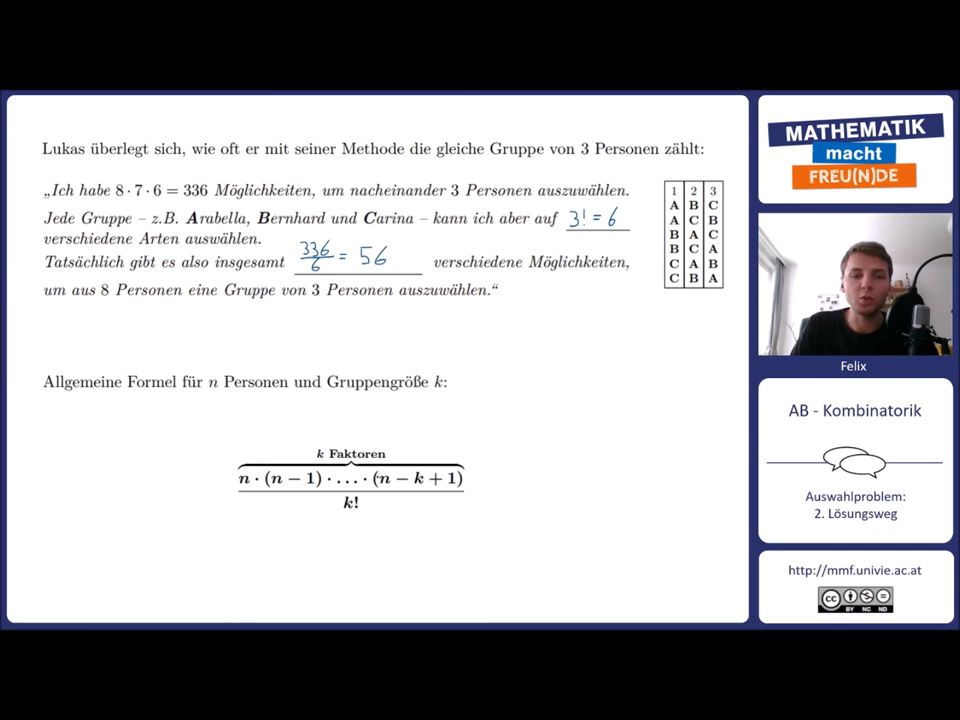 Lukas überlegt sich, wie oft er mit seiner Methode die gleiche Gruppe von 3 Personen zählt:
„Ich habe 8 · 7 · 6 = 336 Möglichkeiten, um nacheinander 3 Personen auszuwählen.
Jede Gruppe – z.B. Arabella, Bernhard und Carina – kann ich aber auf 3! = 6
verschiedene Arten auswählen.
Tatsächlich gibt es also insgesamt 336/6 = 56 verschiedene Möglichkeiten,
um aus 8 Personen eine Gruppe von 3 Personen auszuwählen.“
1 2 3
A B C
A C B
B A C
B C A
C A B
C B A
Allgemeine Formel für n Personen und Gruppengröße k:
k Faktoren
n · (n − 1) · . . . · (n − k + 1)
k!
MATHEMATIK
macht
FREU(N)DE
Felix
AB - Kombinatorik
Auswahlproblem:
2. Lösungsweg
http://mmf.univie.ac.at
cc
BY NC ND